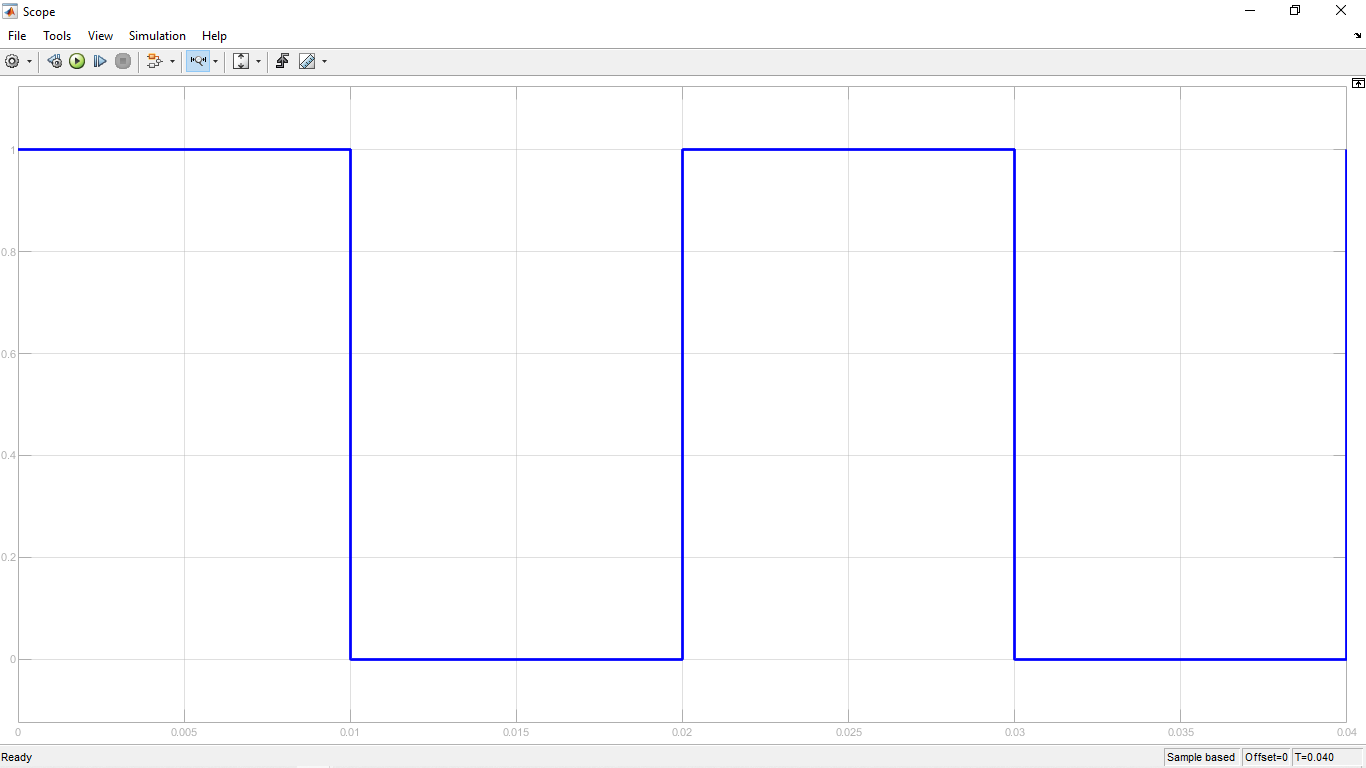 Scope
File Tools View Simulation Help
1
0.8
0.6
0.4
0.2
0
0 0.005 0.01 0.015 0.02 0.025 0.03 0.035 0.04
Ready Sample based Offset=0 T=0.040